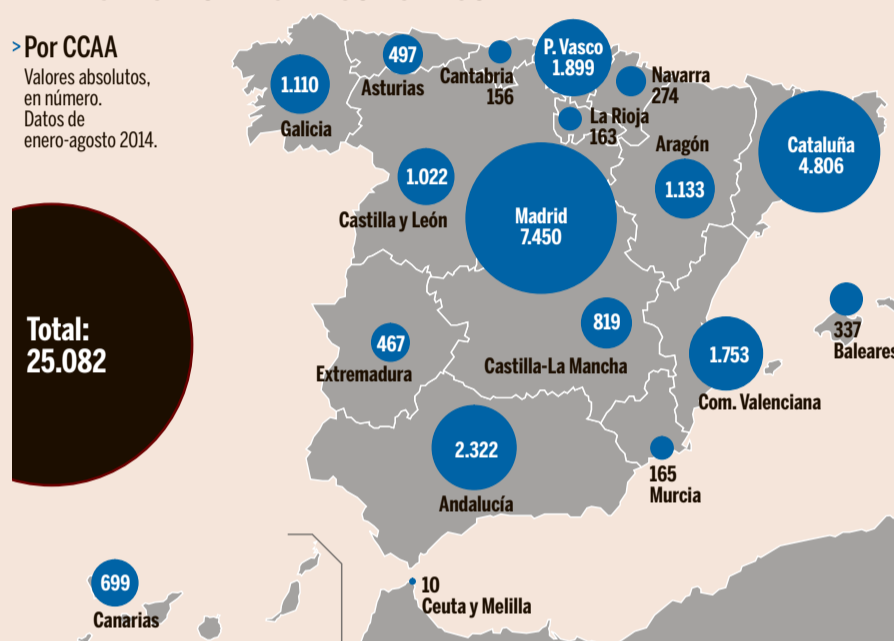 > Por CCAA
Valores absolutos,
en número.
Datos de
enero-agosto 2014.
Total:
25.082
1.110
Galicia
497
Asturias
Cantabria
156
P. Vasco
1.899
Navarra
274
La Rioja
163
Aragón
1.133
Cataluña
4.806
1.022
Castilla y León
Madrid
7.450
467
Extremadura
819
Castilla-La Mancha
1.753
Com. Valenciana
337
Baleares
2.322
Andalucía
165
Murcia
699
Canarias
10
Ceuta y Melilla